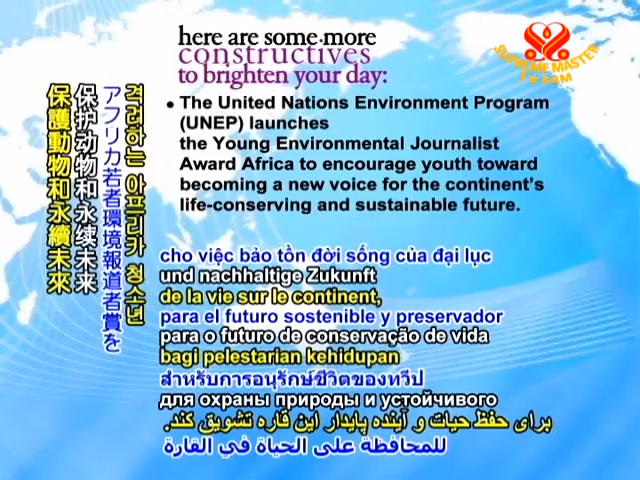 here are some more
constructives
to brighten your day:
SUPREME MASTER
TV COM
• The United Nations Environment Program
(UNEP) launches
the Young Environmental Journalist
Award Africa to encourage youth toward
becoming a new voice for the continent's
life-conserving and sustainable future.
격려하는 아프리카 청소년
アフリカ若者環境報道者賞を
保护动物和永续未来
保護動物和永續未來
cho việc bảo tồn đời sống của đại lục
und nachhaltige Zukunft
de la vie sur le continent,
para el futuro sostenible y preservador
para o futuro de conservação de vida
bagi pelestarian kehidupan
สำหรับการอนุรักษ์ชีวิตของทวีป
для охраны природы и устойчивого
برای حفظ حیات و آینده پایدار این قاره تشویق کند.
للمحافظة على الحياة في القارة